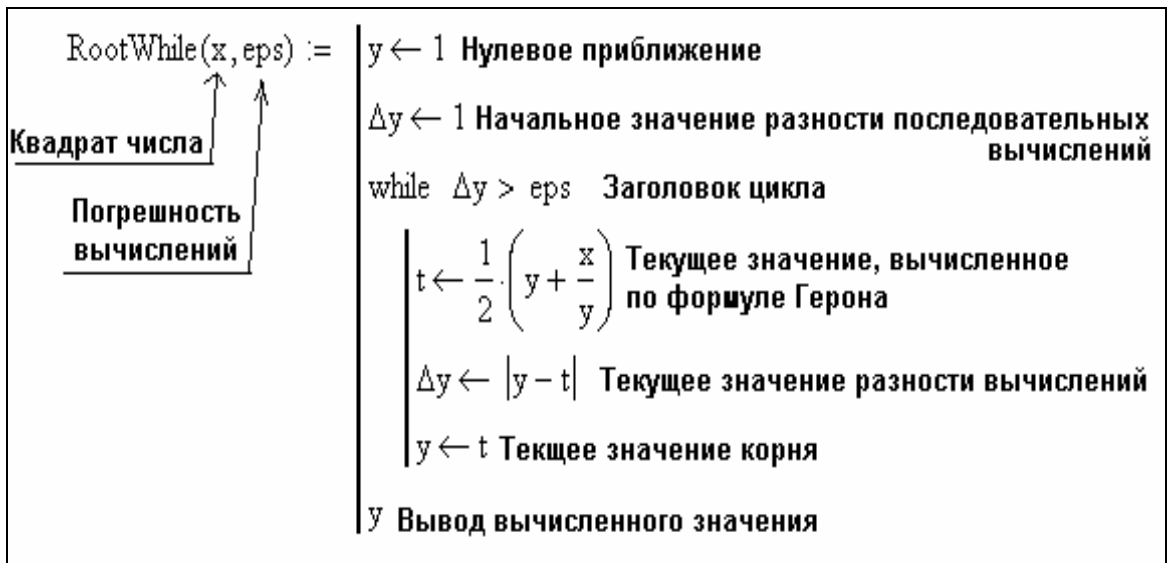 RootWhile(x,eps) := y ← 1 Нулевое приближение
Δy ← 1 Начальное значение разности последовательных
вычислений
Квадрат числа
while Δy > eps Заголовок цикла
Погрешность
вычислений
t ← 1/2 · (y + x/y) Текущее значение, вычисленное
по формуле Герона
Δy ← |y − t| Текущее значение разности вычислений
y ← t Текщее значение корня
y Вывод вычисленного значения